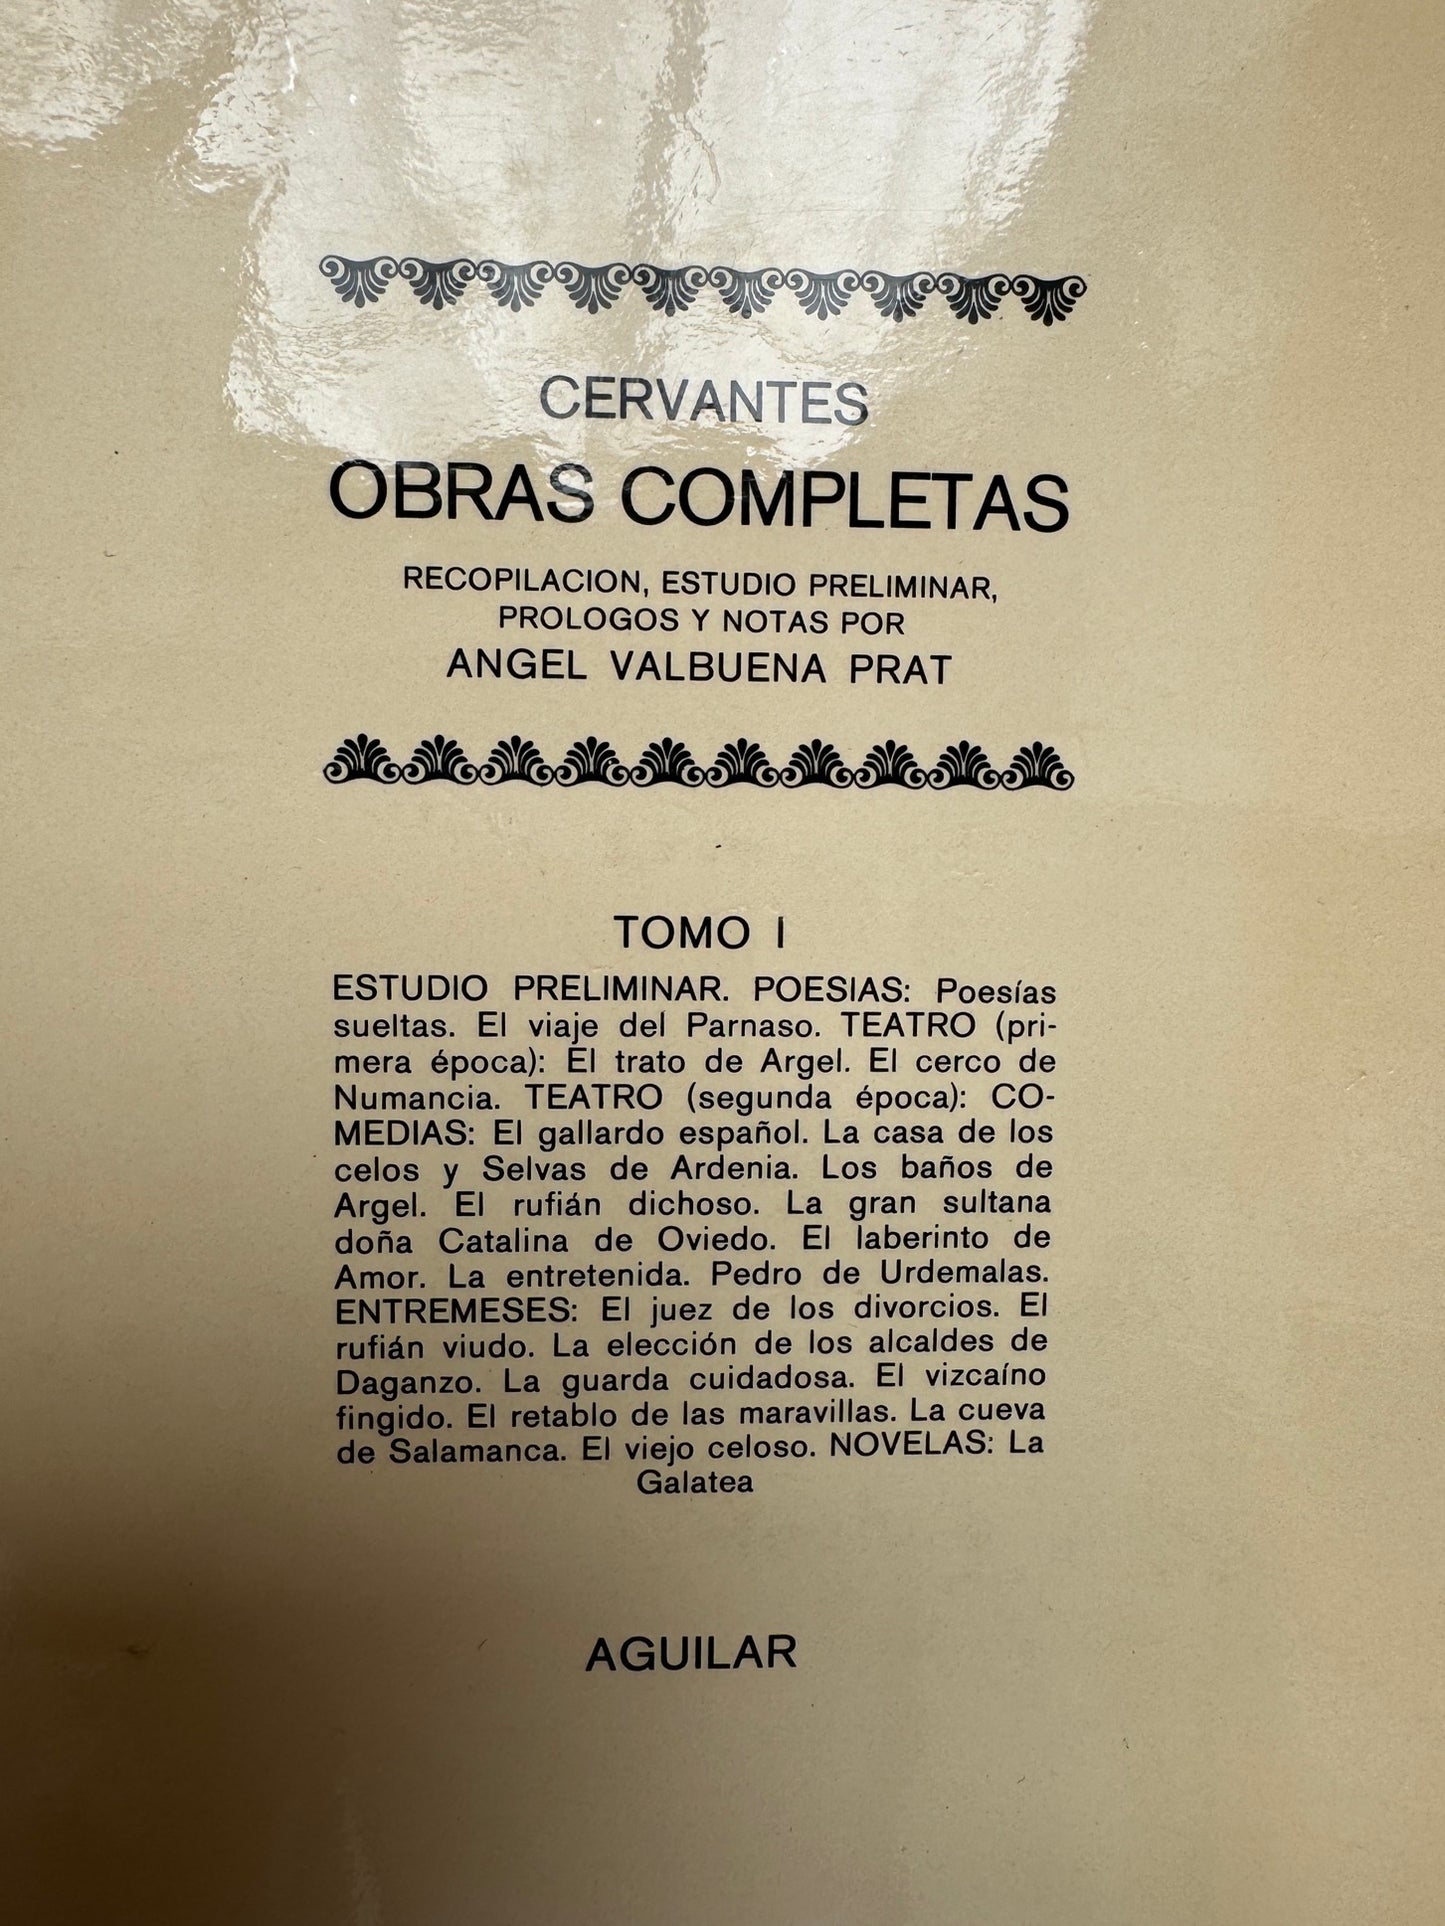 CERVANTES
OBRAS COMPLETAS
RECOPILACION, ESTUDIO PRELIMINAR,
PROLOGOS Y NOTAS POR
ANGEL VALBUENA PRAT
TOMO I
ESTUDIO PRELIMINAR. POESIAS: Poesías
sueltas. El viaje del Parnaso. TEATRO (pri-
mera época): El trato de Argel. El cerco de
Numancia. TEATRO (segunda época): CO-
MEDIAS: El gallardo español. La casa de los
celos y Selvas de Ardenia. Los baños de
Argel. El rufián dichoso. La gran sultana
doña Catalina de Oviedo. El laberinto de
Amor. La entretenida. Pedro de Urdemalas.
ENTREMESES: El juez de los divorcios. El
rufián viudo. La elección de los alcaldes de
Daganzo. La guarda cuidadosa. El vizcaíno
fingido. El retablo de las maravillas. La cueva
de Salamanca. El viejo celoso. NOVELAS: La
Galatea
AGUILAR